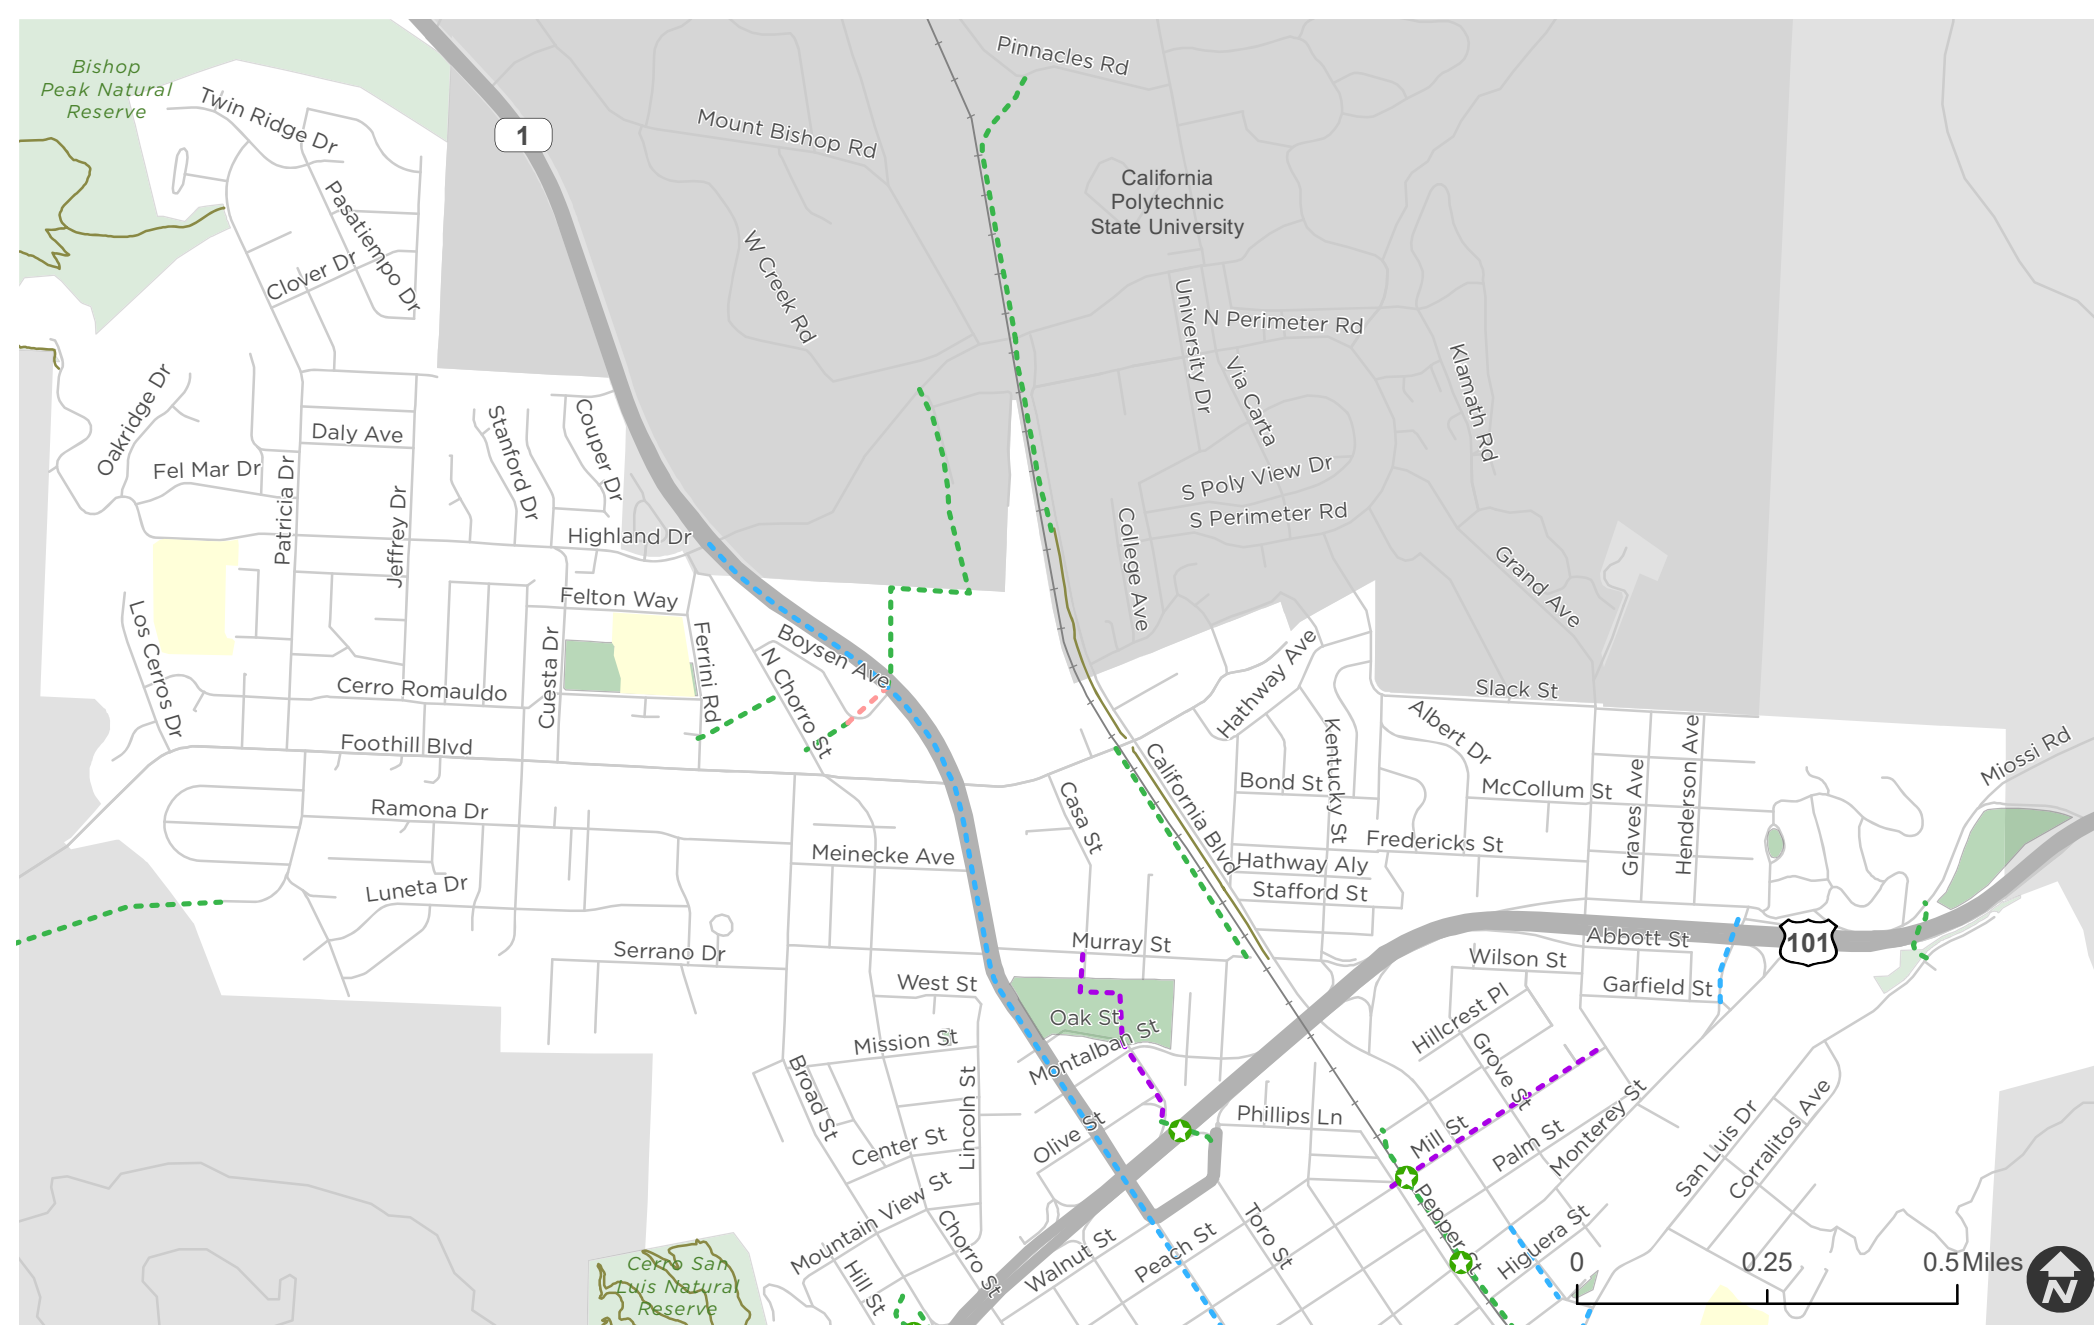 Bishop
Peak Natural
Reserve
Twin Ridge Dr
Pinnacles Rd
1
Mount Bishop Rd
California
Polytechnic
State University
Pasatiempo Dr
Clover Dr
W Creek Rd
University Dr
N Perimeter Rd
Via Carta
Klamath Rd
Oakridge Dr
Daly Ave
Stanford Dr
Couper Dr
Fel Mar Dr
Patricia Dr
Jeffrey Dr
S Poly View Dr
S Perimeter Rd
College Ave
Highland Dr
Grand Ave
Felton Way
Los Cerros Dr
Cuesta Dr
Ferrini Rd
Boysen Ave
N Chorro St
Hathaway Ave
Cerro Romauldo
Slack St
Albert Dr
Kentucky St
Graves Ave
Henderson Ave
Miossi Rd
Foothill Blvd
California Blvd
Bond St
McCollum St
Ramona Dr
Casa St
Fredericks St
Meinecke Ave
Hathway Aly
Luneta Dr
Stafford St
Serrano Dr
Murray St
Abbott St
101
Wilson St
West St
Garfield St
Oak St
Hillcrest Pl
Mission St
Montalban St
Grove St
Broad St
Lincoln St
Center St
Olive St
Phillips Ln
Mill St
Palm St
Monterey St
San Luis Dr
Corralitos Ave
Mountain View St
Chorro St
Walnut St
Peach St
Toro St
Pepper St
Higuera St
Hill St
Cerro San
Luis Natural
Reserve
0 0.25 0.5 Miles
N